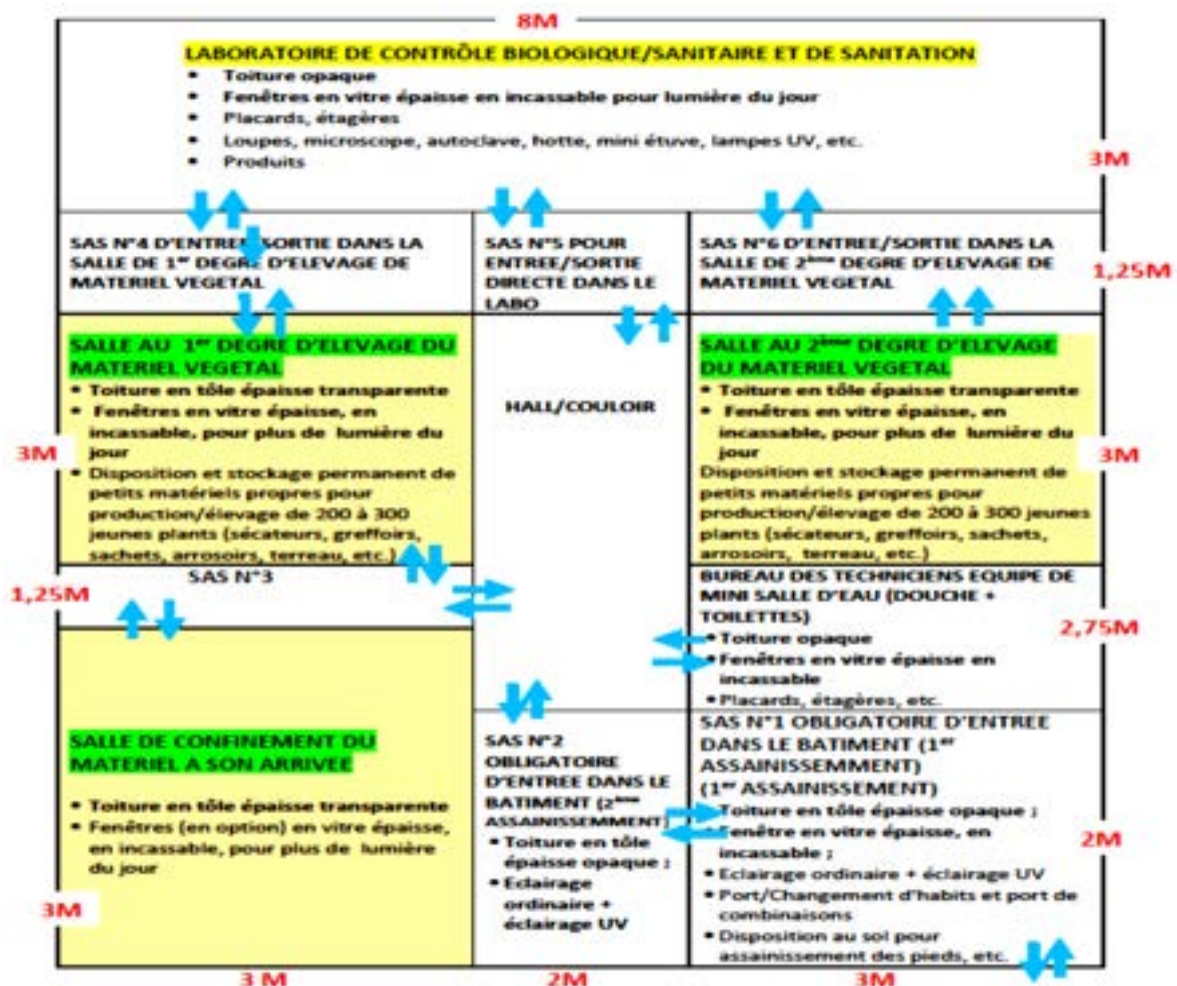 8M
LABORATOIRE DE CONTRÔLE BIOLOGIQUE/SANITAIRE ET DE SANITATION
• Toiture opaque
• Fenêtres en vitre épaisse en incassable pour lumière du jour
• Placards, étagères
• Loupes, microscope, autoclave, hotte, mini étuve, lampes UV, etc.
• Produits
3M
SAS N°4 D'ENTREE/SORTIE DANS LA
SALLE DE 1er DEGRE D'ELEVAGE DE
MATERIEL VEGETAL
SAS N°5 POUR
ENTREE/SORTIE
DIRECTE DANS LE
LABO
SAS N°6 D'ENTREE/SORTIE DANS LA
SALLE DE 2ème DEGRE D'ELEVAGE DE
MATERIEL VEGETAL
1,25M
SALLE AU 1er DEGRE D'ELEVAGE DU
MATERIEL VEGETAL
• Toiture en tôle épaisse transparente
• Fenêtres en vitre épaisse, en
incassable, pour plus de lumière du
jour
• Disposition et stockage permanent de
petits matériels propres pour
production/élevage de 200 à 300
jeunes plants (sécateurs, greffoirs,
sachets, arrosoirs, terreau, etc.)
3M
HALL/COULOIR
SALLE AU 2ème DEGRE D'ELEVAGE
DU MATERIEL VEGETAL
• Toiture en tôle épaisse transparente
• Fenêtres en vitre épaisse, en
incassable, pour plus de lumière du
jour
Disposition et stockage permanent de
petits matériels propres pour
production/élevage de 200 à 300 jeunes
plants (sécateurs, greffoirs, sachets,
arrosoirs, terreau, etc.)
3M
SAS N°3
1,25M
BUREAU DES TECHNICIENS EQUIPE DE
MINI SALLE D'EAU (DOUCHE +
TOILETTES)
• Toiture opaque
• Fenêtres en vitre épaisse en
incassable
• Placards, étagères, etc.
2,75M
SALLE DE CONFINEMENT DU
MATERIEL A SON ARRIVEE
• Toiture en tôle épaisse transparente
• Fenêtres (en option) en vitre épaisse,
en incassable, pour plus de lumière
du jour
3M
SAS N°2
OBLIGATOIRE
D'ENTREE DANS LE
BATIMENT (2ème
ASSAINISSEMMENT)
• Toiture en tôle
épaisse opaque ;
• Eclairage
ordinaire +
éclairage UV
SAS N°1 OBLIGATOIRE D'ENTREE
DANS LE BATIMENT (1er
ASSAINISSEMMENT)
(1er ASSAINISSEMENT)
• Toiture en tôle épaisse opaque ;
• Fenêtre en vitre épaisse, en
incassable ;
• Eclairage ordinaire + éclairage UV
• Port/Changement d'habits et port de
combinaisons
• Disposition au sol pour
assainissement des pieds, etc.
2M
3 M
2M
3M